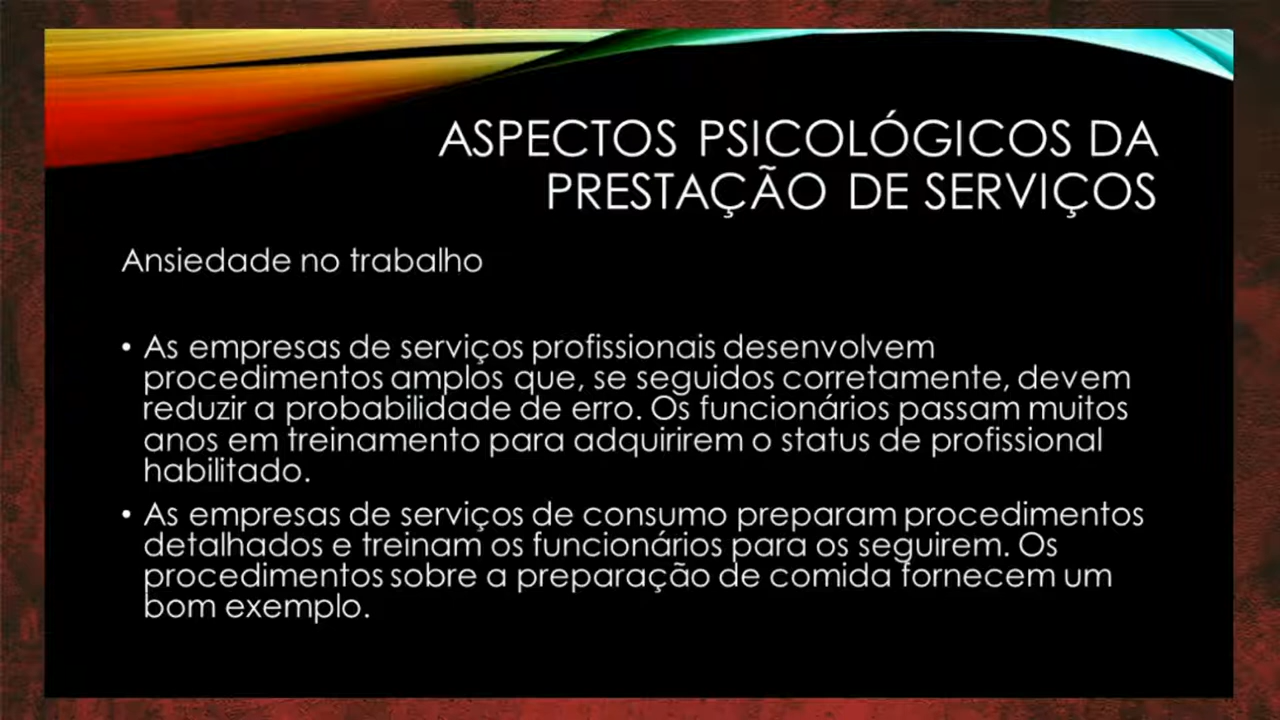 ASPECTOS PSICOLÓGICOS DA
PRESTAÇÃO DE SERVIÇOS
Ansiedade no trabalho
• As empresas de serviços profissionais desenvolvem
procedimentos amplos que, se seguidos corretamente, devem
reduzir a probabilidade de erro. Os funcionários passam muitos
anos em treinamento para adquirirem o status de profissional
habilitado.
• As empresas de serviços de consumo preparam procedimentos
detalhados e treinam os funcionários para os seguirem. Os
procedimentos sobre a preparação de comida fornecem um
bom exemplo.